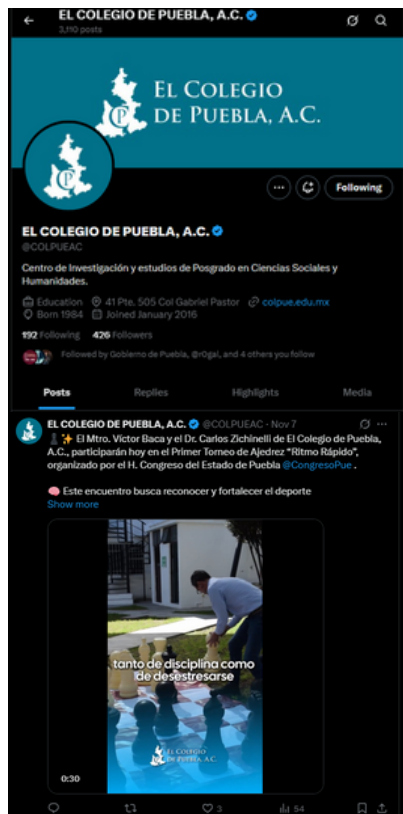 EL COLEGIO DE PUEBLA, A.C.
3,110 posts
EL COLEGIO
DE PUEBLA, A.C.
CP
CP
Following
EL COLEGIO DE PUEBLA, A.C.
@COLPUEAC
Centro de Investigación y estudios de Posgrado en Ciencias Sociales y
Humanidades.
Education 41 Pte. 505 Col Gabriel Pastor colpue.edu.mx
Born 1984 Joined January 2016
192 Following 426 Followers
Followed by Gobierno de Puebla, @r0gai, and 4 others you follow
Posts Replies Highlights Media
EL COLEGIO DE PUEBLA, A.C. @COLPUEAC · Nov 7
El Mtro. Víctor Baca y el Dr. Carlos Zichinelli de El Colegio de Puebla,
A.C., participarán hoy en el Primer Torneo de Ajedrez “Ritmo Rápido”,
organizado por el H. Congreso del Estado de Puebla @CongresoPue .
Este encuentro busca reconocer y fortalecer el deporte
Show more
tanto de disciplina como
de desestresarse
EL COLEGIO
DE PUEBLA, A.C.
0:30
3 54